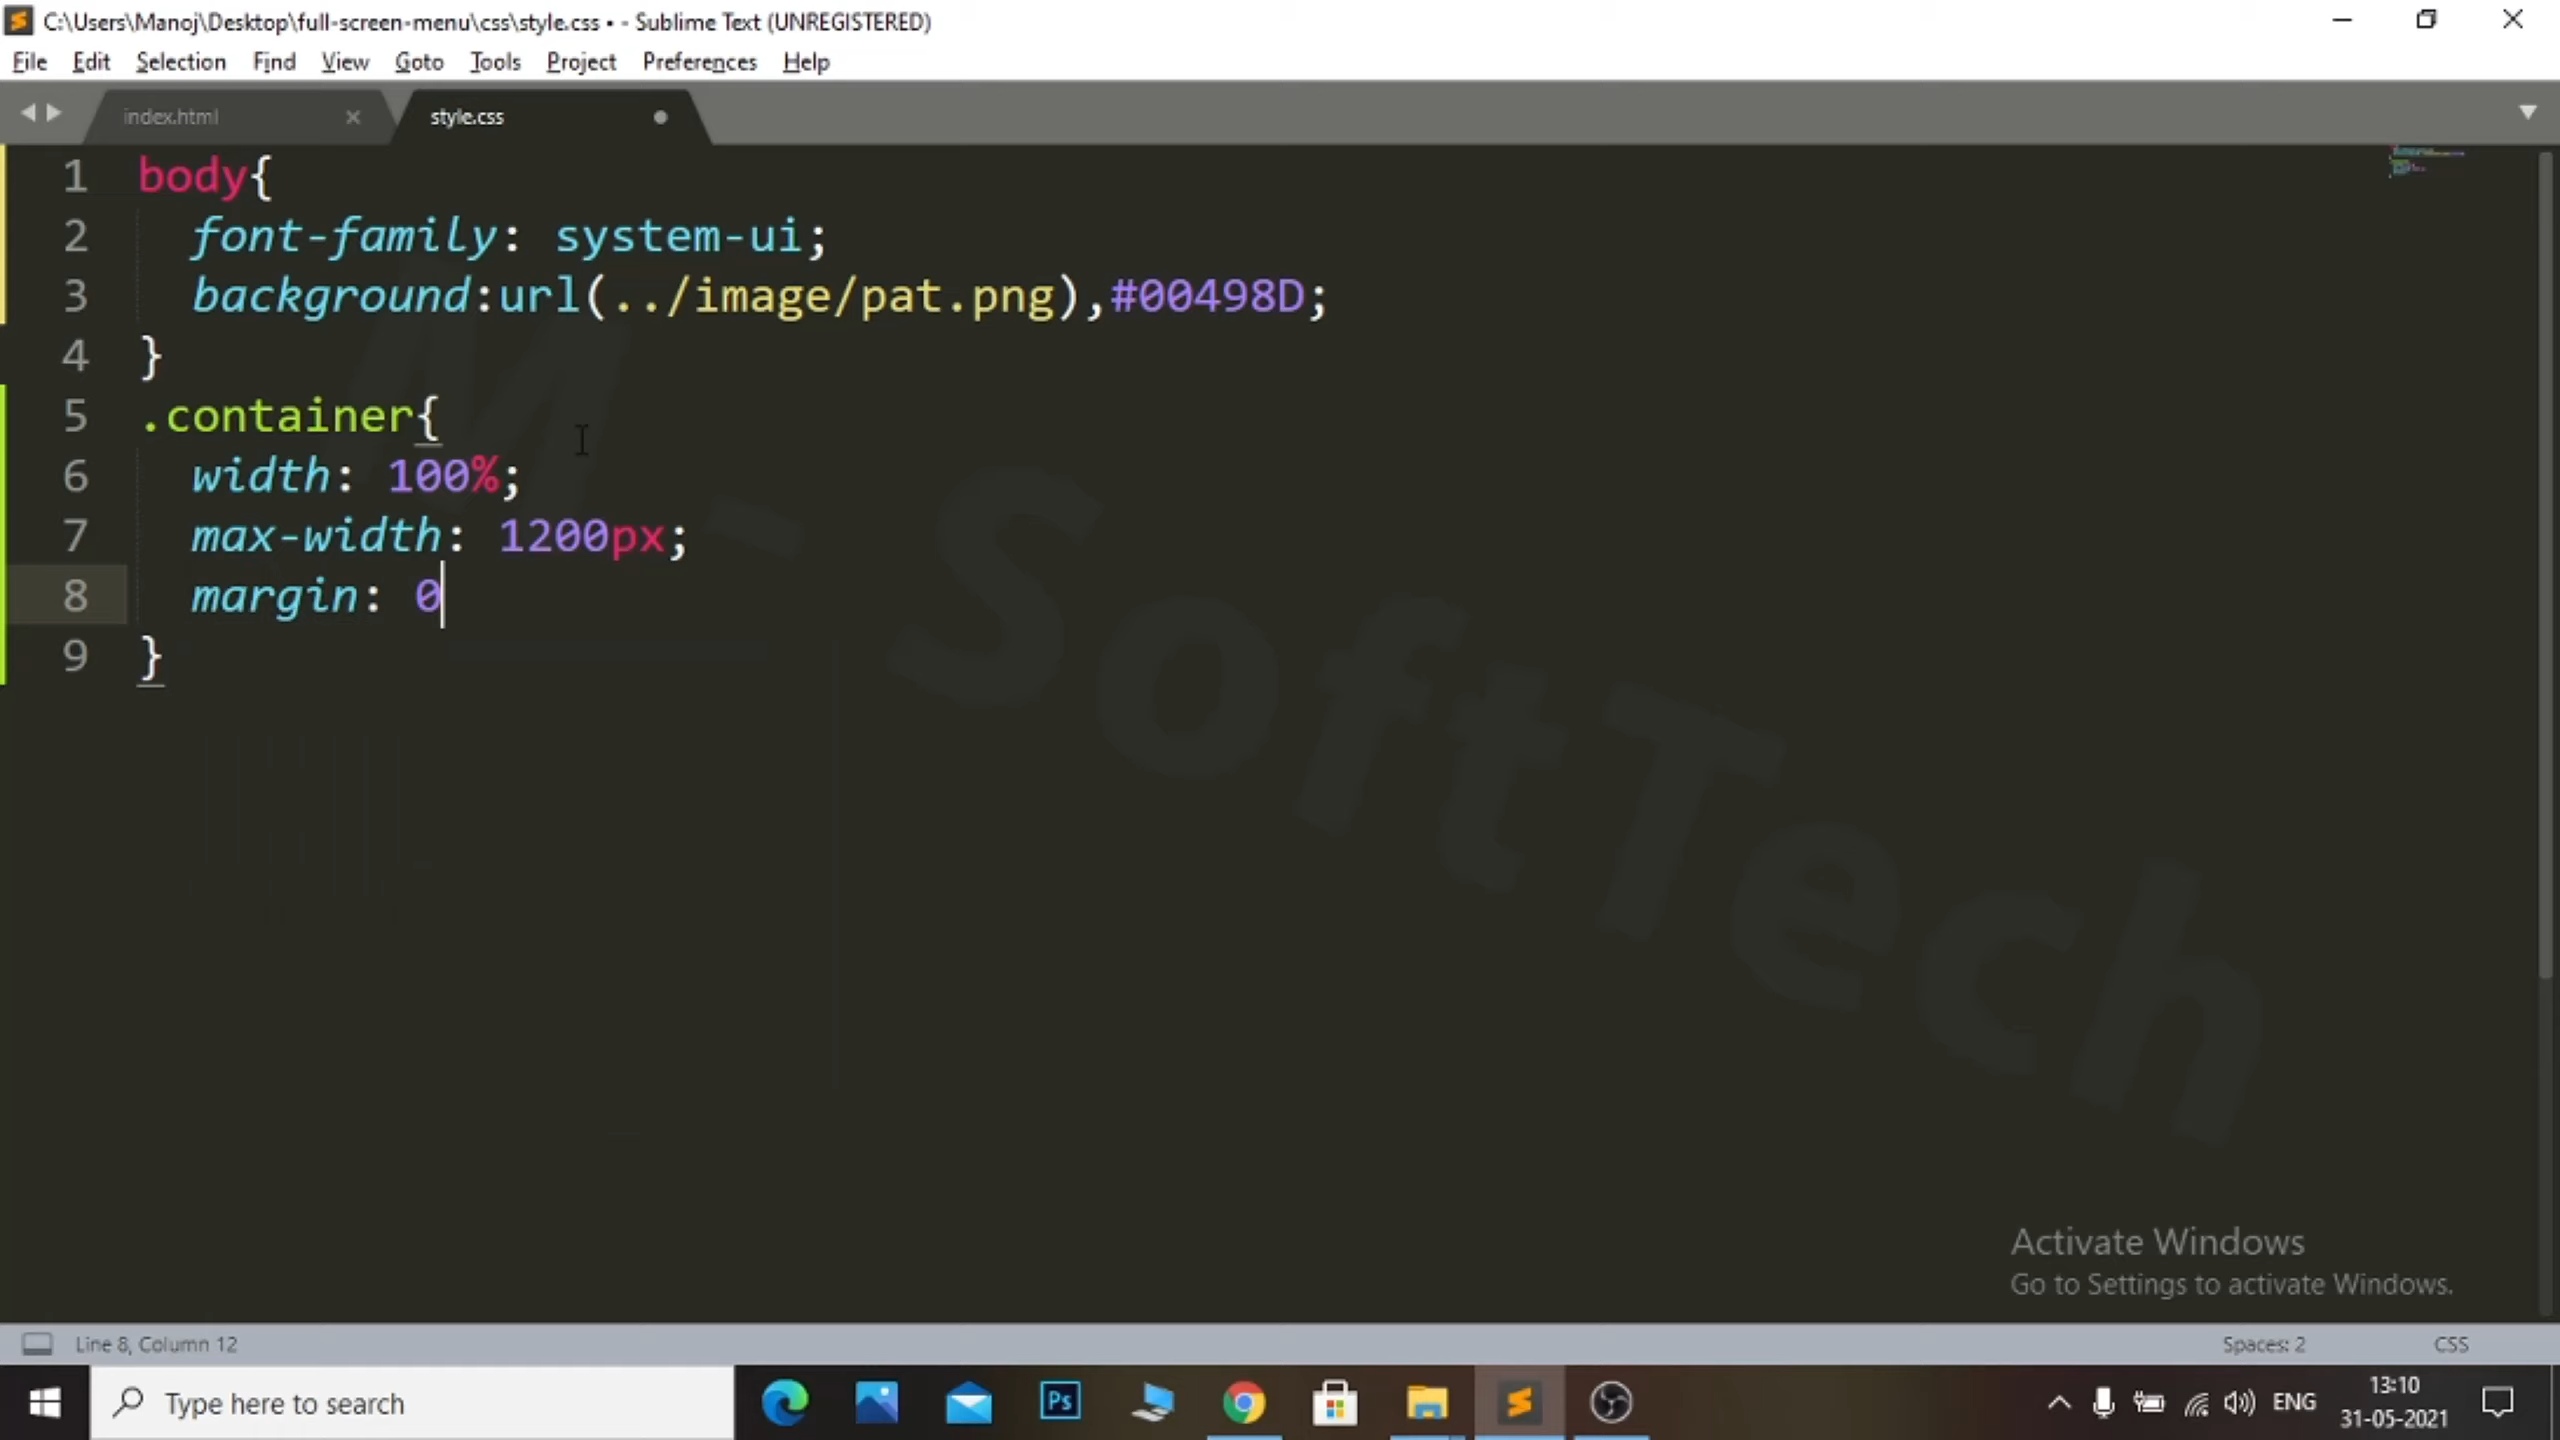 C:\Users\Manoj\Desktop\full-screen-menu\css\style.css • - Sublime Text (UNREGISTERED)
File Edit Selection Find View Goto Tools Project Preferences Help
index.html style.css
1 body{
2 font-family: system-ui;
3 background:url(../image/pat.png),#00498D;
4 }
5 .container{
6 width: 100%;
7 max-width: 1200px;
8 margin: 0
9 }
M - SoftTech
Activate Windows
Go to Settings to activate Windows.
Line 8, Column 12 Spaces: 2 CSS
Type here to search Ps ENG 13:10
31-05-2021